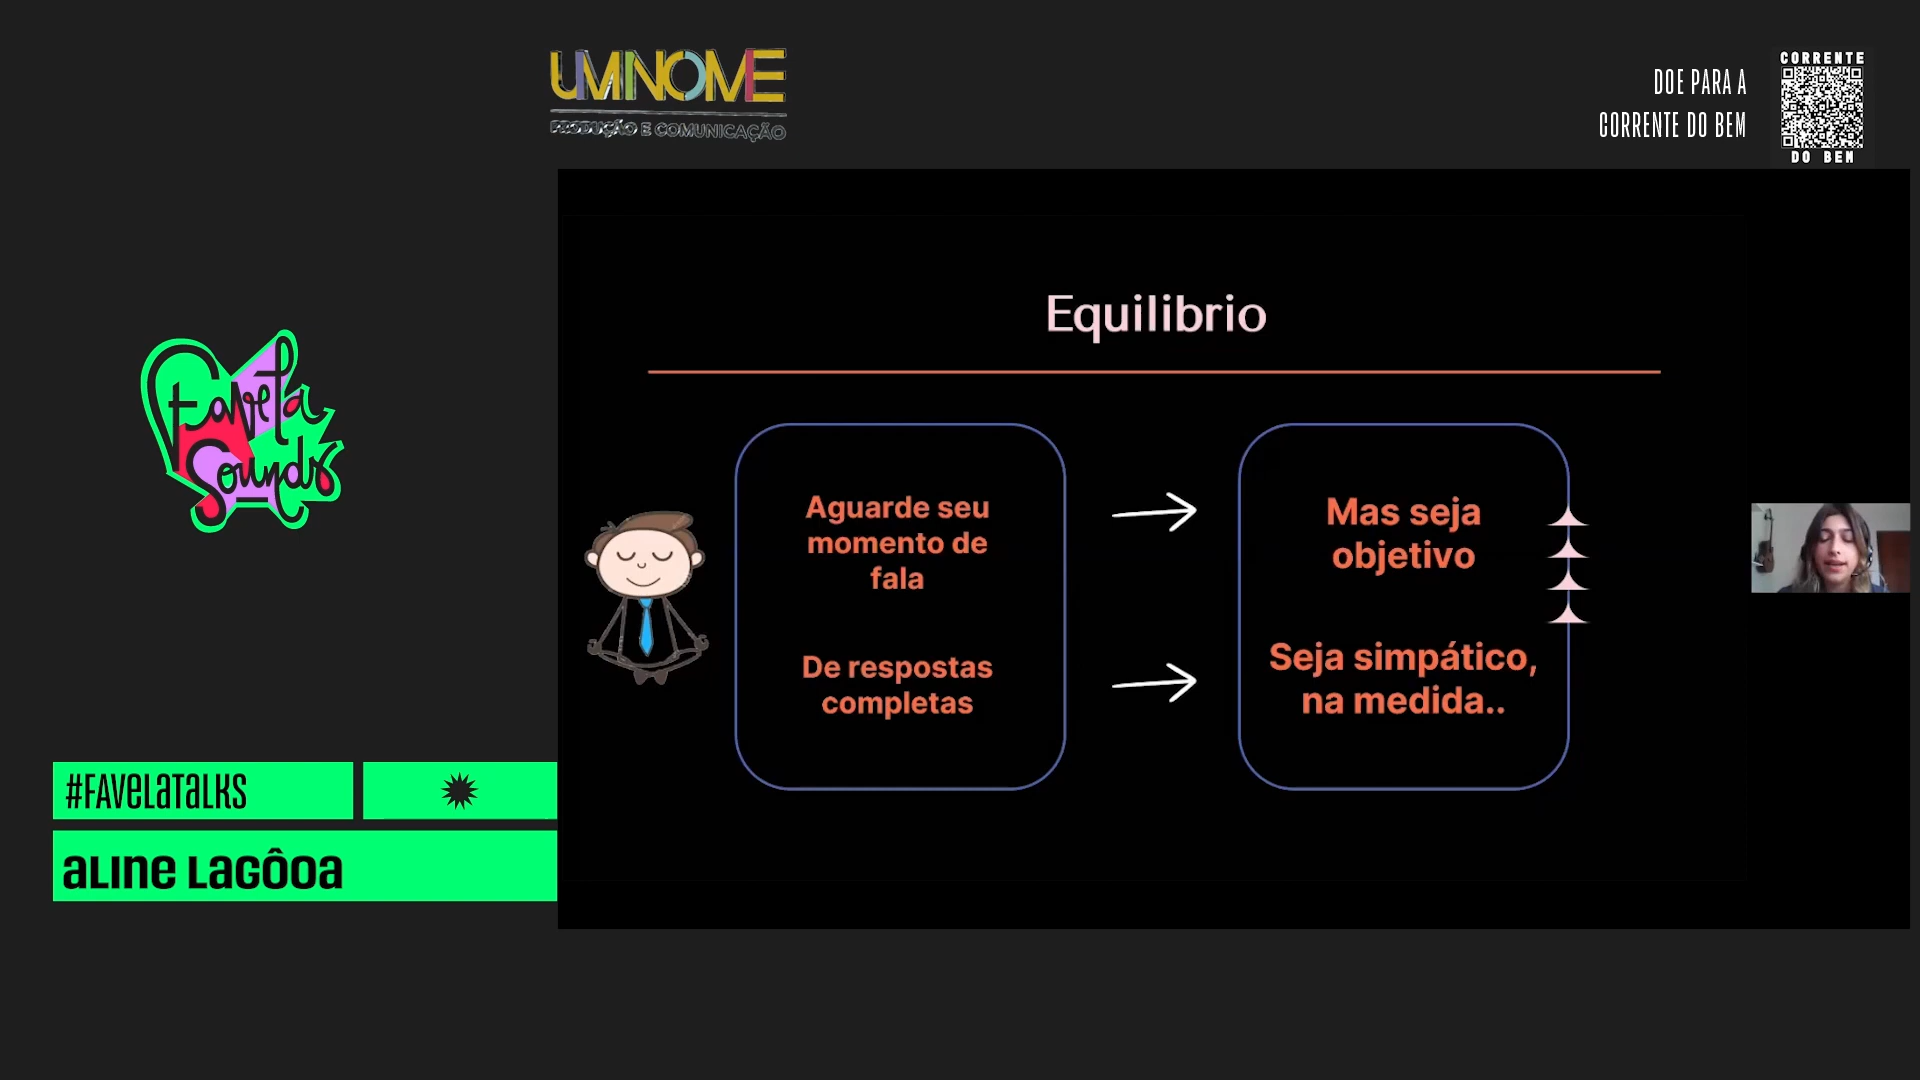 UMNOME
PRODUÇÃO E COMUNICAÇÃO
DOE PARA A
CORRENTE DO BEM
CORRENTE
DO BEM
Equilibrio
Aguarde seu
momento de
fala
De respostas
completas
Mas seja
objetivo
Seja simpático,
na medida..
Favela
Sounds
#FAVELATALKS
ALINE LAGÔOA